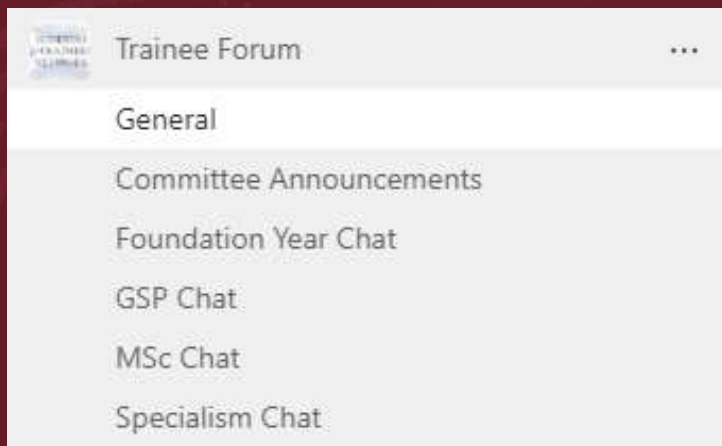 Trainee Forum ...
General
Committee Announcements
Foundation Year Chat
GSP Chat
MSc Chat
Specialism Chat